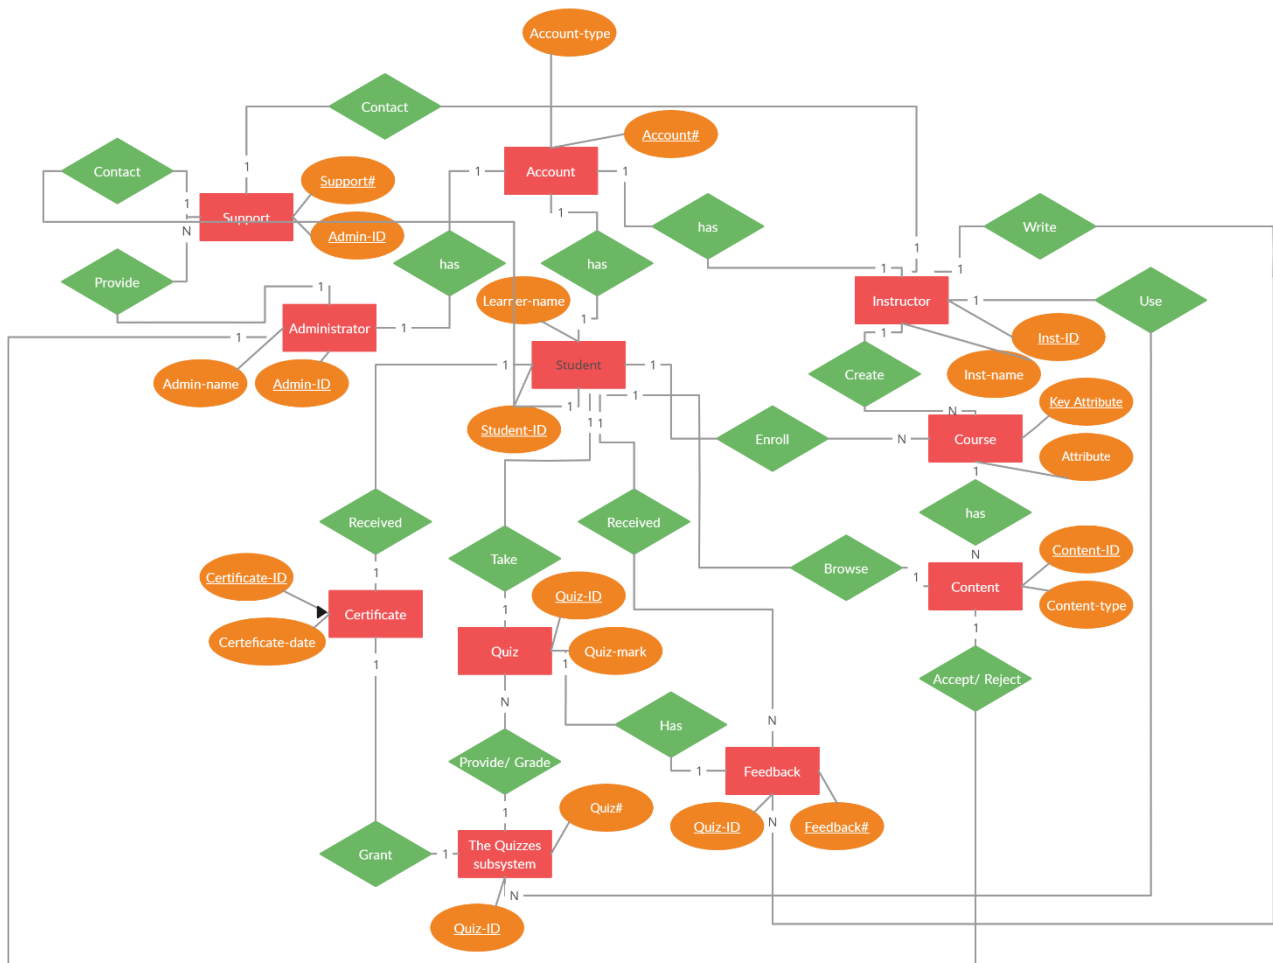 Account-type
Contact
Account#
Contact
1
1
Account
1
Support#
1
Support
N
Admin-ID
1
has
Write
1
has
has
Provide
1
1
1
1
Learner-name
Instructor
1
Use
1
1
Administrator
1
1
1
Inst-ID
Student
1
1
Create
Inst-name
Admin-name
Admin-ID
1
1
Key Attribute
N
1
1
Student-ID
Enroll
N
Course
Attribute
1
Received
Received
has
Take
N
Content-ID
Browse
1
Certificate-ID
1
Content
Quiz-ID
Content-type
Certificate
1
1
Certeficate-date
Quiz
1
Quiz-mark
1
Accept/ Reject
N
N
Has
Provide/ Grade
1
Feedback
Quiz#
1
Quiz-ID
N
Feedback#
The Quizzes
subsystem
Grant
1
N
Quiz-ID